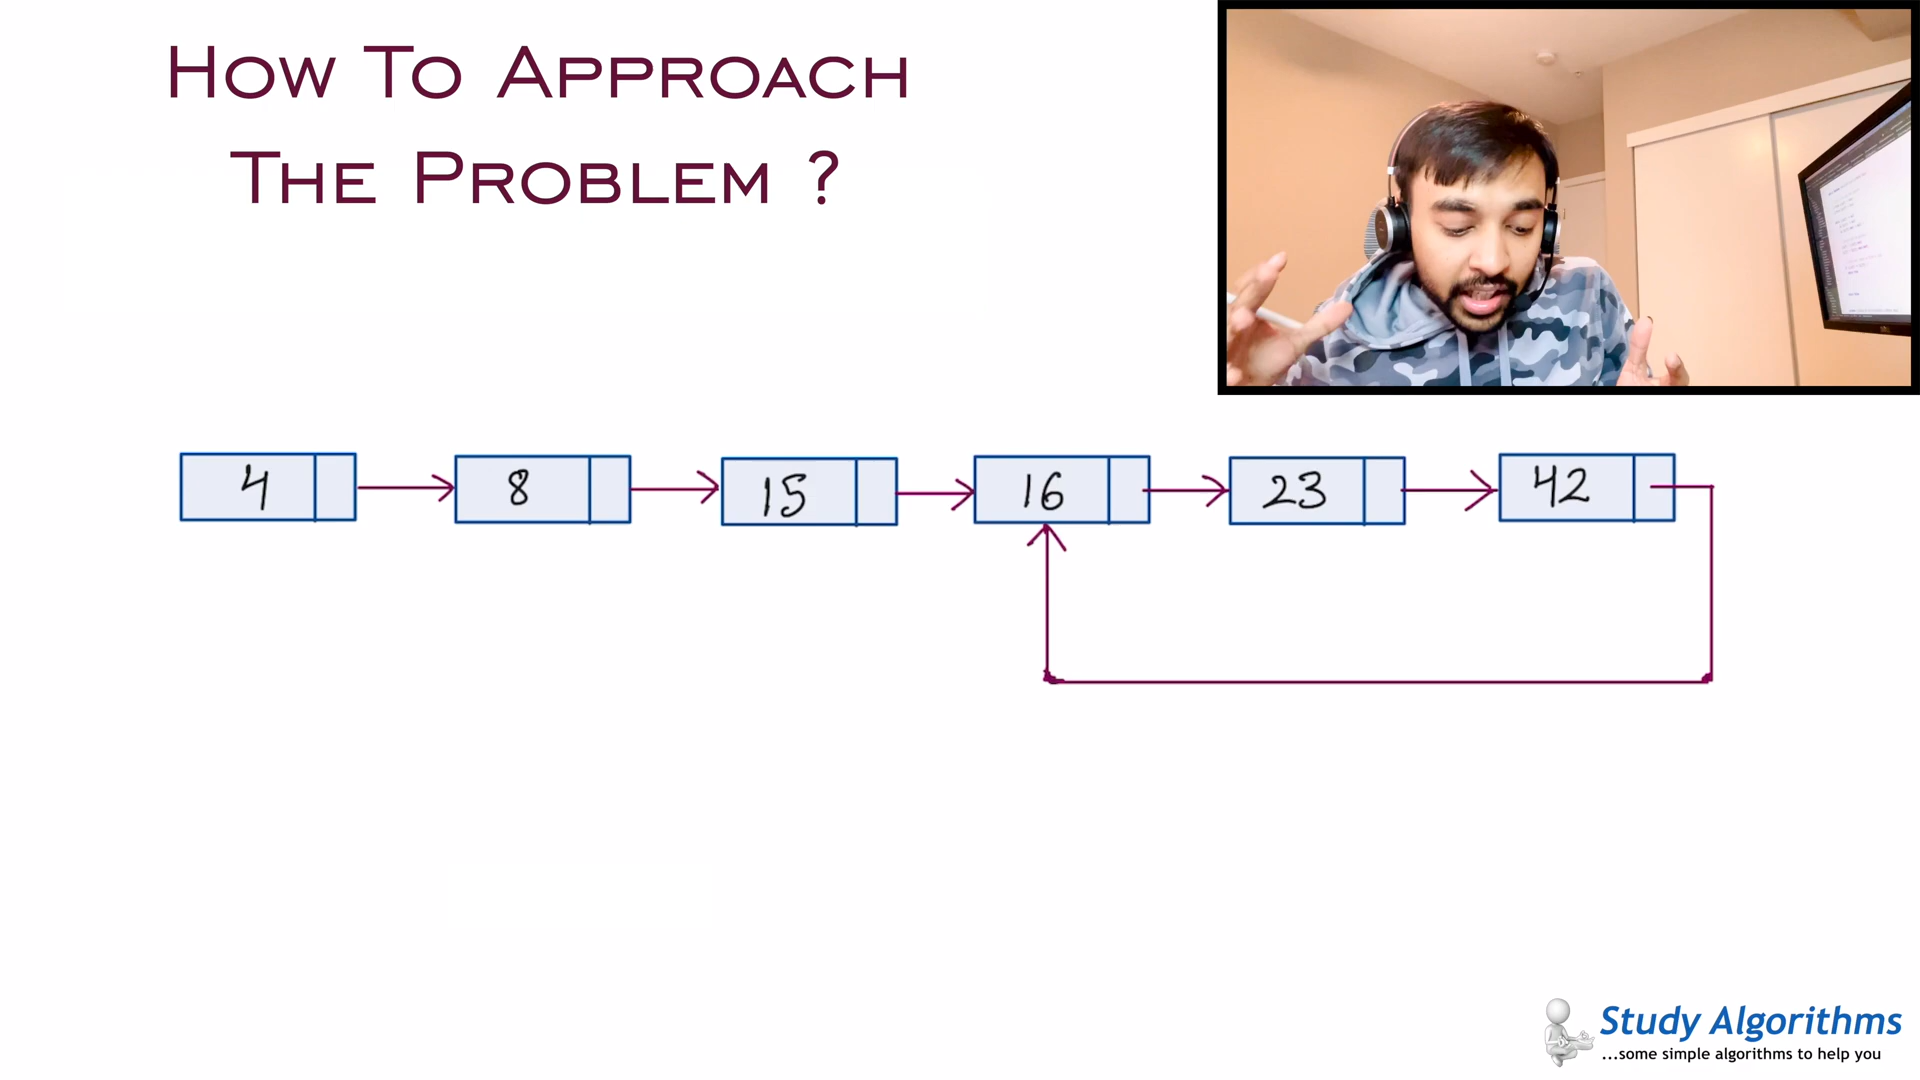 How To Approach
The Problem ?
4 8 15 16 23 42
Study Algorithms
...some simple algorithms to help you